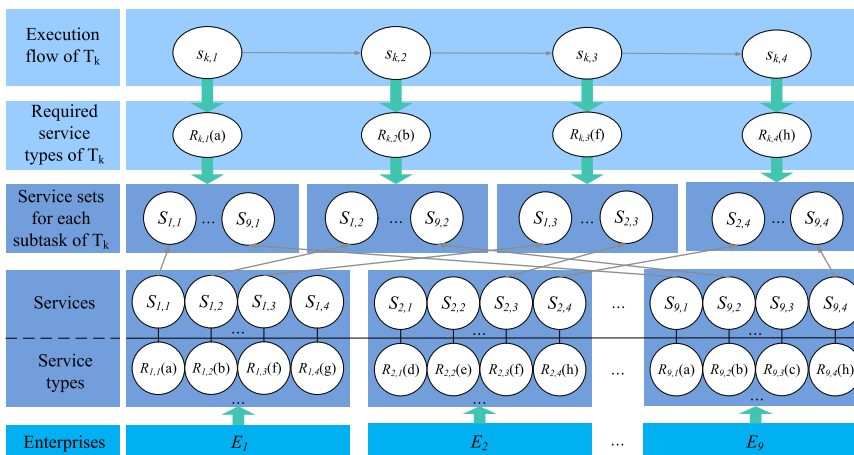 Execution
flow of Tk
sk,1
sk,2
sk,3
sk,4
Required
service
types of Tk
Rk,1(a)
Rk,2(b)
Rk,3(f)
Rk,4(h)
Service sets
for each
subtask of Tk
S1,1 ... S9,1
S1,2 ... S9,2
S1,3 ... S2,3
S2,4 ... S9,4
Services
S1,1 S1,2 S1,3 S1,4
...
S2,1 S2,2 S2,3 S2,4
...
...
S9,1 S9,2 S9,3 S9,4
...
Service
types
R1,1(a) R1,2(b) R1,3(f) R1,4(g)
...
R2,1(d) R2,2(e) R2,3(f) R2,4(h)
...
...
R9,1(a) R9,2(b) R9,3(c) R9,4(h)
...
Enterprises
E1
E2
...
E9